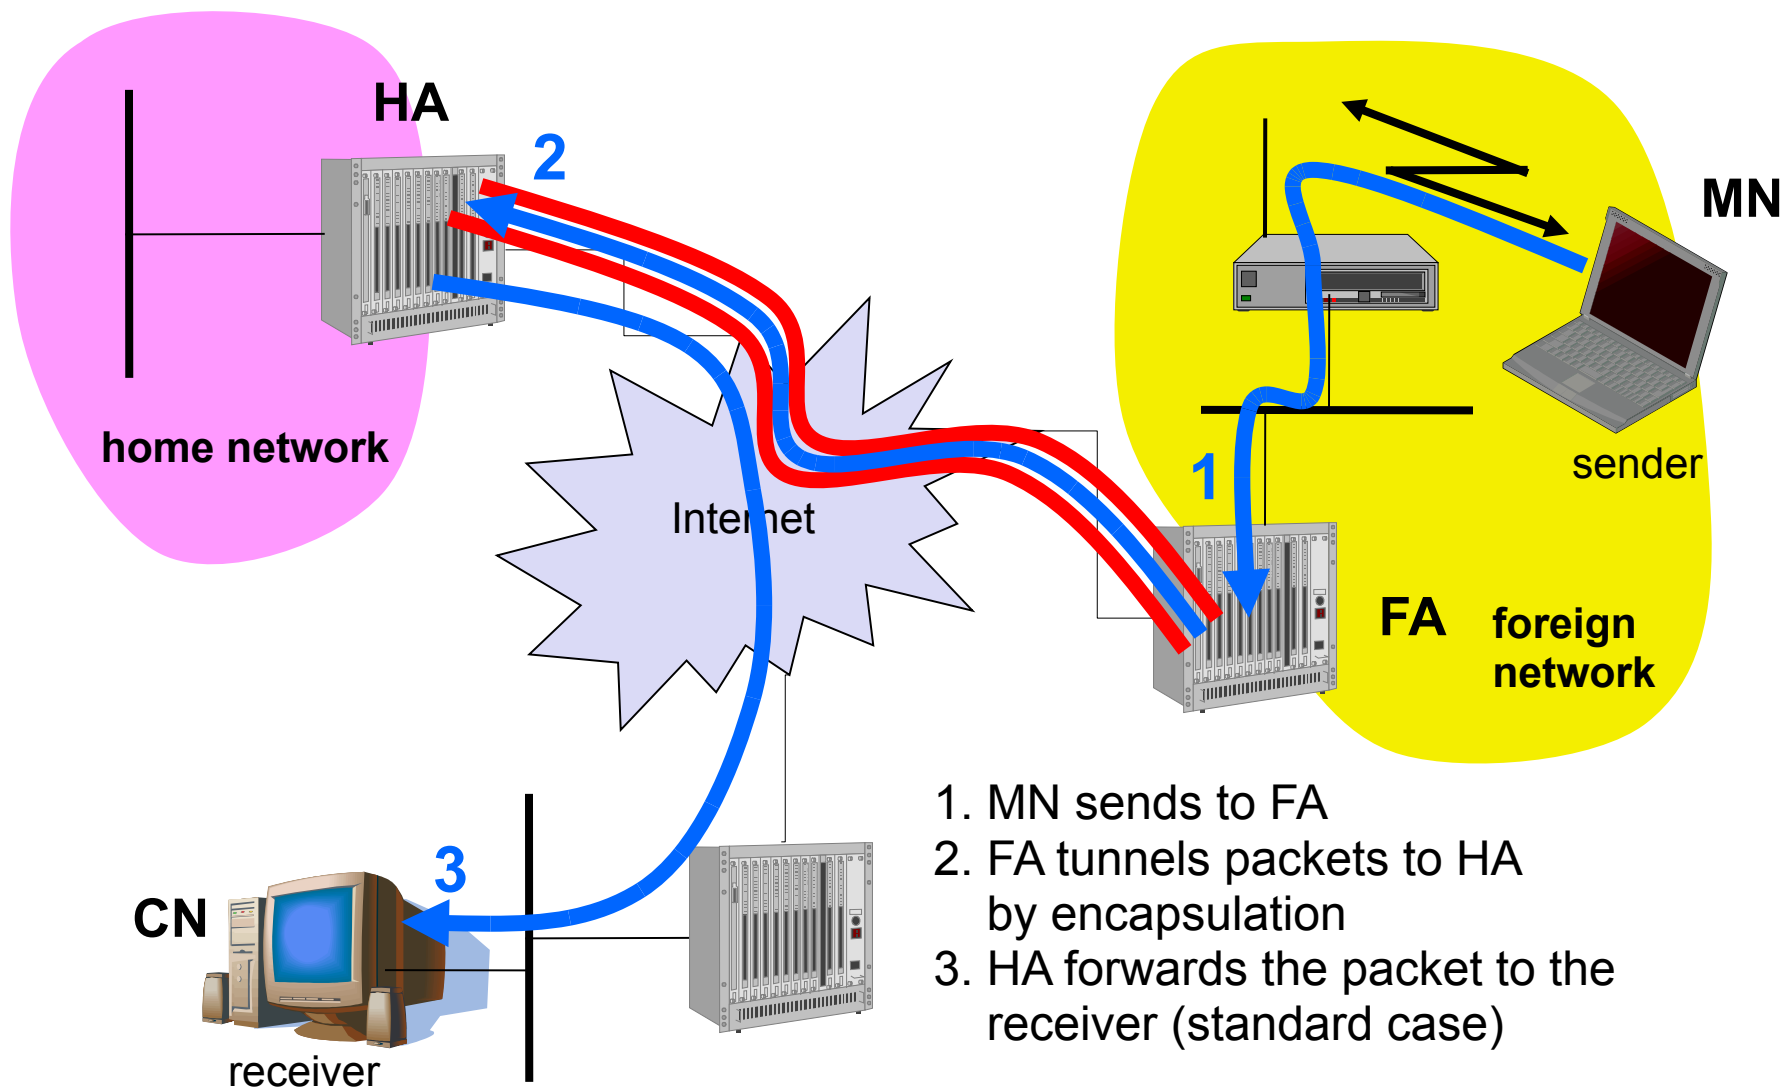 HA
2
MN
home network
1
sender
Internet
FA
foreign
network
3
CN
receiver
1. MN sends to FA
2. FA tunnels packets to HA
by encapsulation
3. HA forwards the packet to the
receiver (standard case)